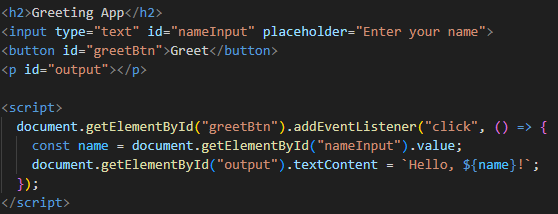 <h2>Greeting App</h2>
<input type="text" id="nameInput" placeholder="Enter your name">
<button id="greetBtn">Greet</button>
<p id="output"></p>

<script>
  document.getElementById("greetBtn").addEventListener("click", () => {
    const name = document.getElementById("nameInput").value;
    document.getElementById("output").textContent = `Hello, ${name}!`;
  });
</script>